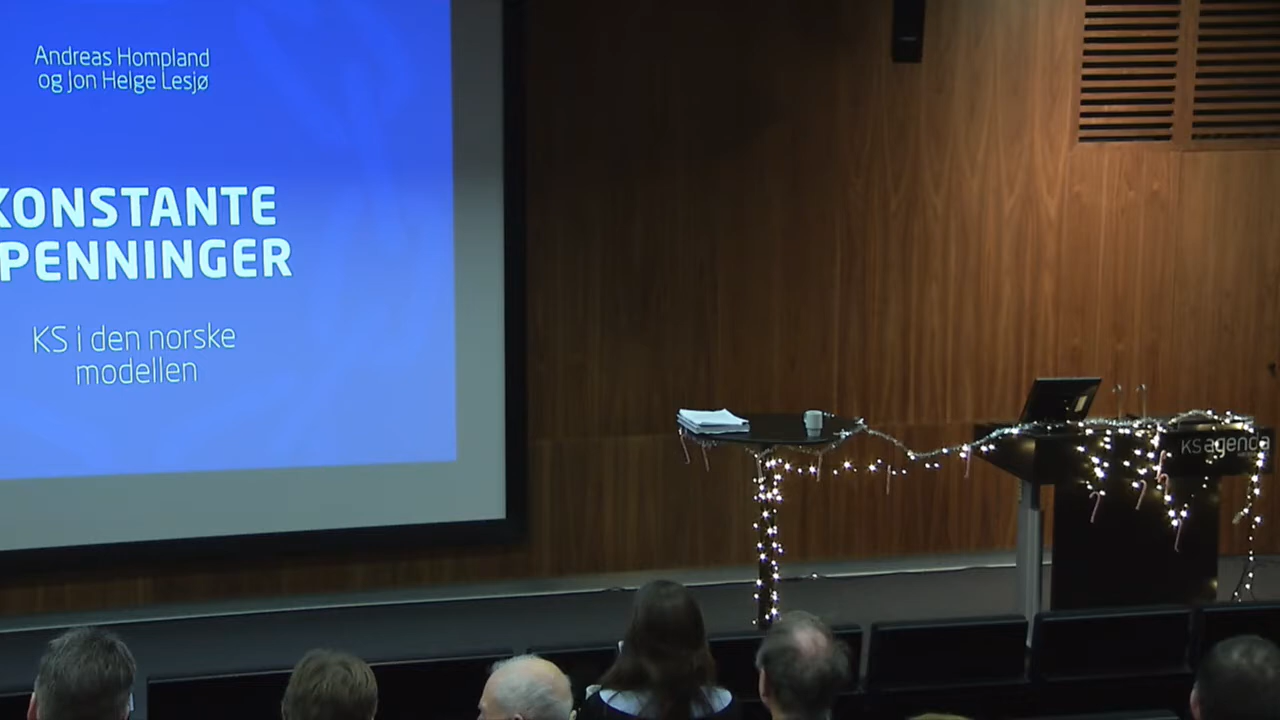 Andreas Hompland
og Jon Helge Lesjø
KONSTANTE
PENNINGER
KS i den norske
modellen
KS agenda